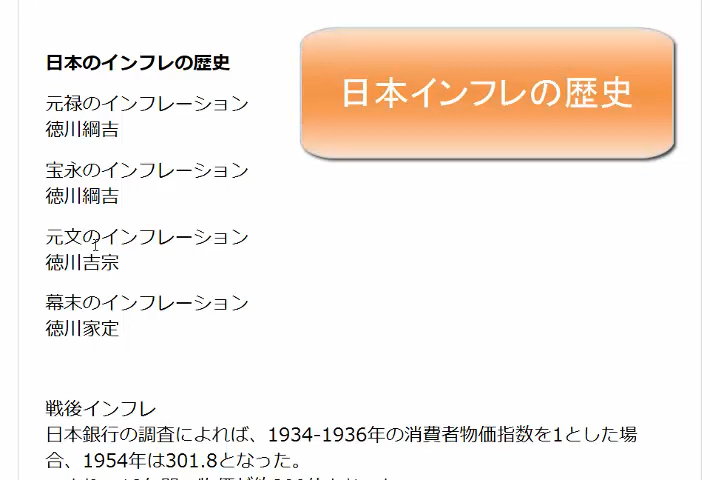 日本のインフレの歴史
日本インフレの歴史
元禄のインフレーション
徳川綱吉
宝永のインフレーション
徳川綱吉
元文のインフレーション
徳川吉宗
幕末のインフレーション
徳川家定
戦後インフレ
日本銀行の調査によれば、1934-1936年の消費者物価指数を1とした場
合、1954年は301.8となった。